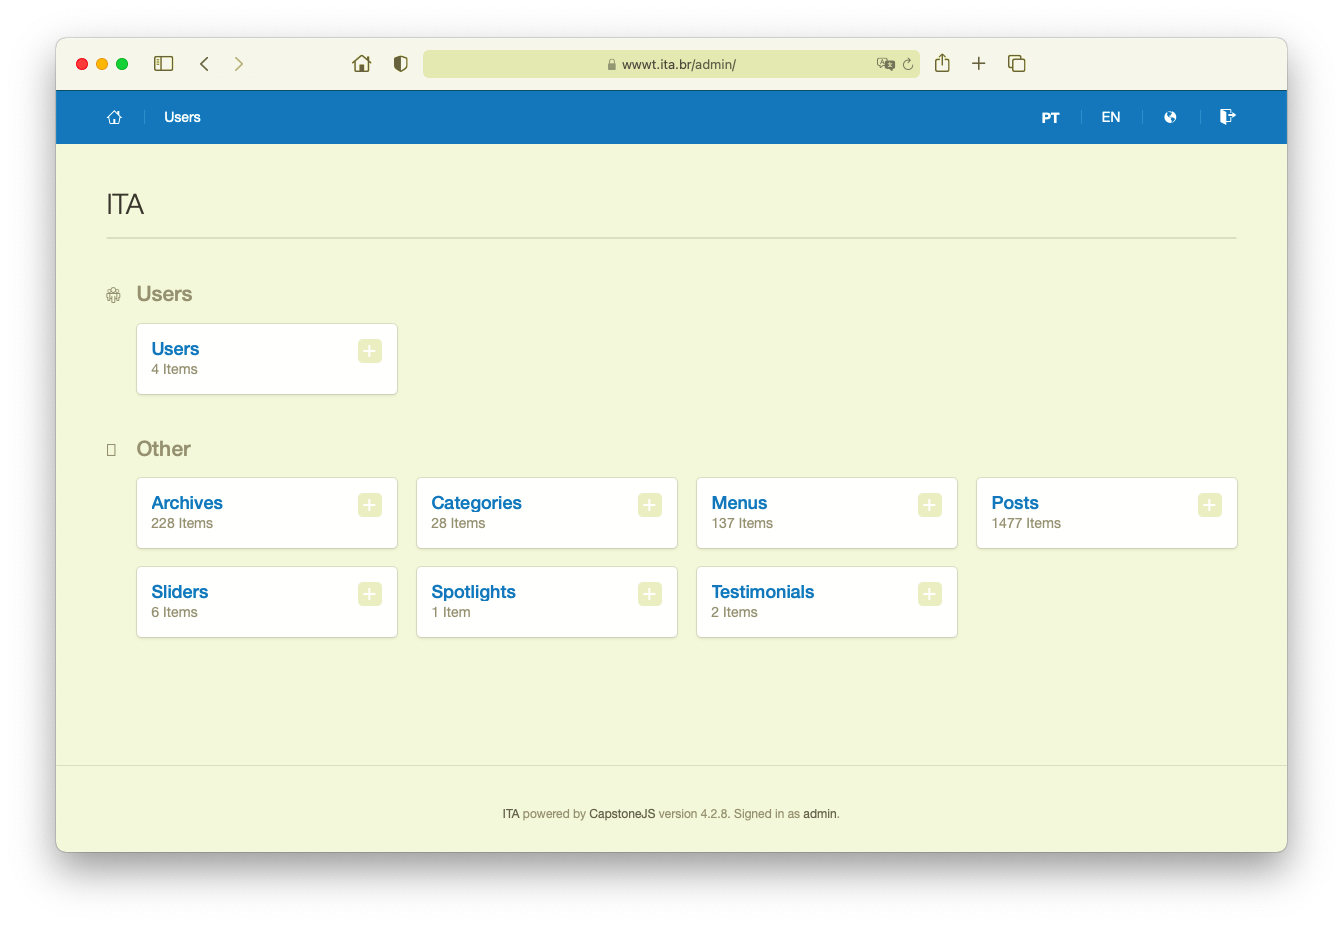 wwwt.ita.br/admin/
Users
PT
EN
ITA
Users
Users
4 Items
Other
Archives
228 Items
Categories
28 Items
Menus
137 Items
Posts
1477 Items
Sliders
6 Items
Spotlights
1 Item
Testimonials
2 Items
ITA powered by CapstoneJS version 4.2.8. Signed in as admin.